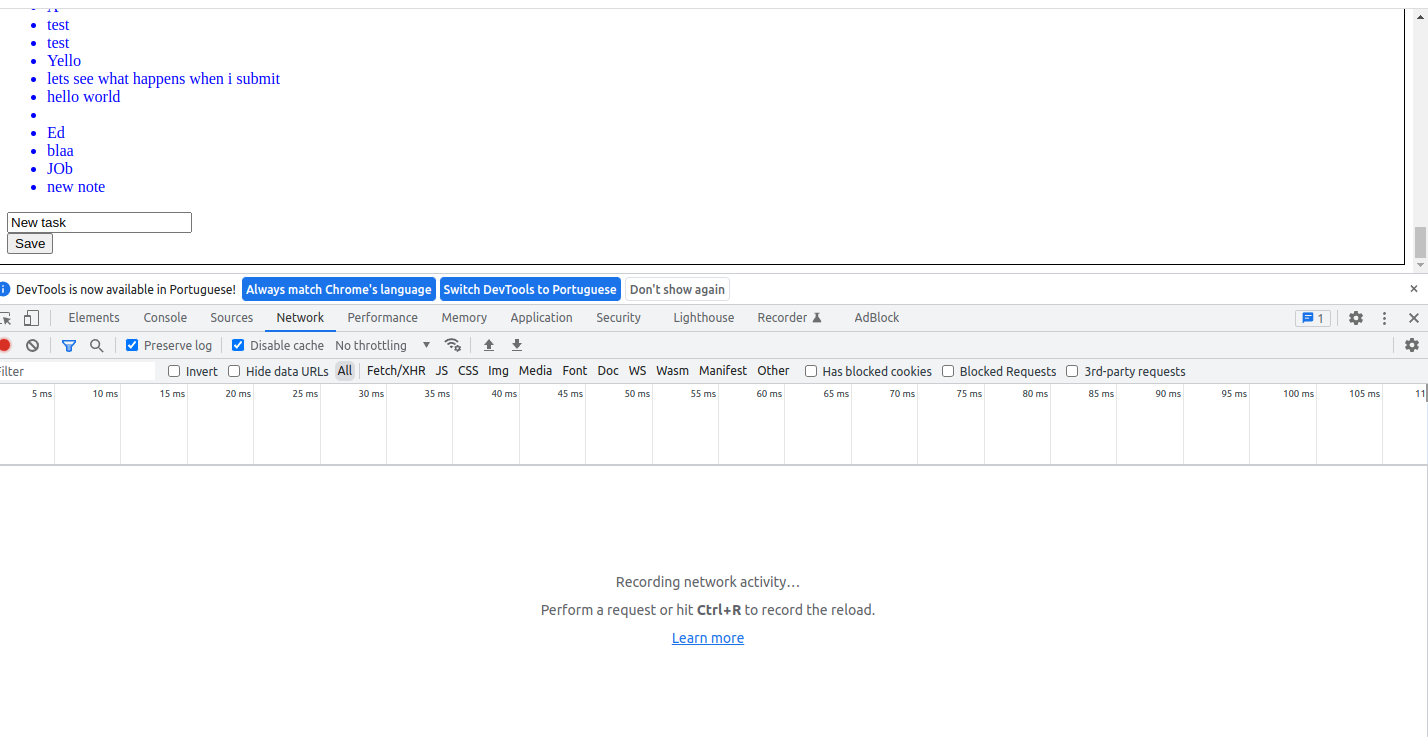 test
test
Yello
lets see what happens when i submit
hello world
Ed
blaa
JOb
new note
New task
Save
DevTools is now available in Portuguese! Always match Chrome's language Switch DevTools to Portuguese Don't show again
Elements Console Sources Network Performance Memory Application Security Lighthouse Recorder AdBlock 1
Preserve log Disable cache No throttling
Invert Hide data URLs All Fetch/XHR JS CSS Img Media Font Doc WS Wasm Manifest Other Has blocked cookies Blocked Requests 3rd-party requests
5 ms 10 ms 15 ms 20 ms 25 ms 30 ms 35 ms 40 ms 45 ms 50 ms 55 ms 60 ms 65 ms 70 ms 75 ms 80 ms 85 ms 90 ms 95 ms 100 ms 105 ms 11
Recording network activity…
Perform a request or hit Ctrl+R to record the reload.
Learn more